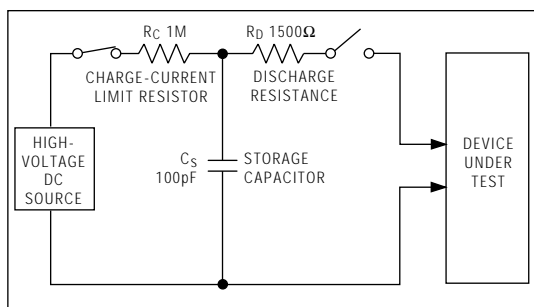 RC 1M
CHARGE-CURRENT
LIMIT RESISTOR
RD 1500Ω
DISCHARGE
RESISTANCE
HIGH-
VOLTAGE
DC
SOURCE
CS
100pF
STORAGE
CAPACITOR
DEVICE
UNDER
TEST